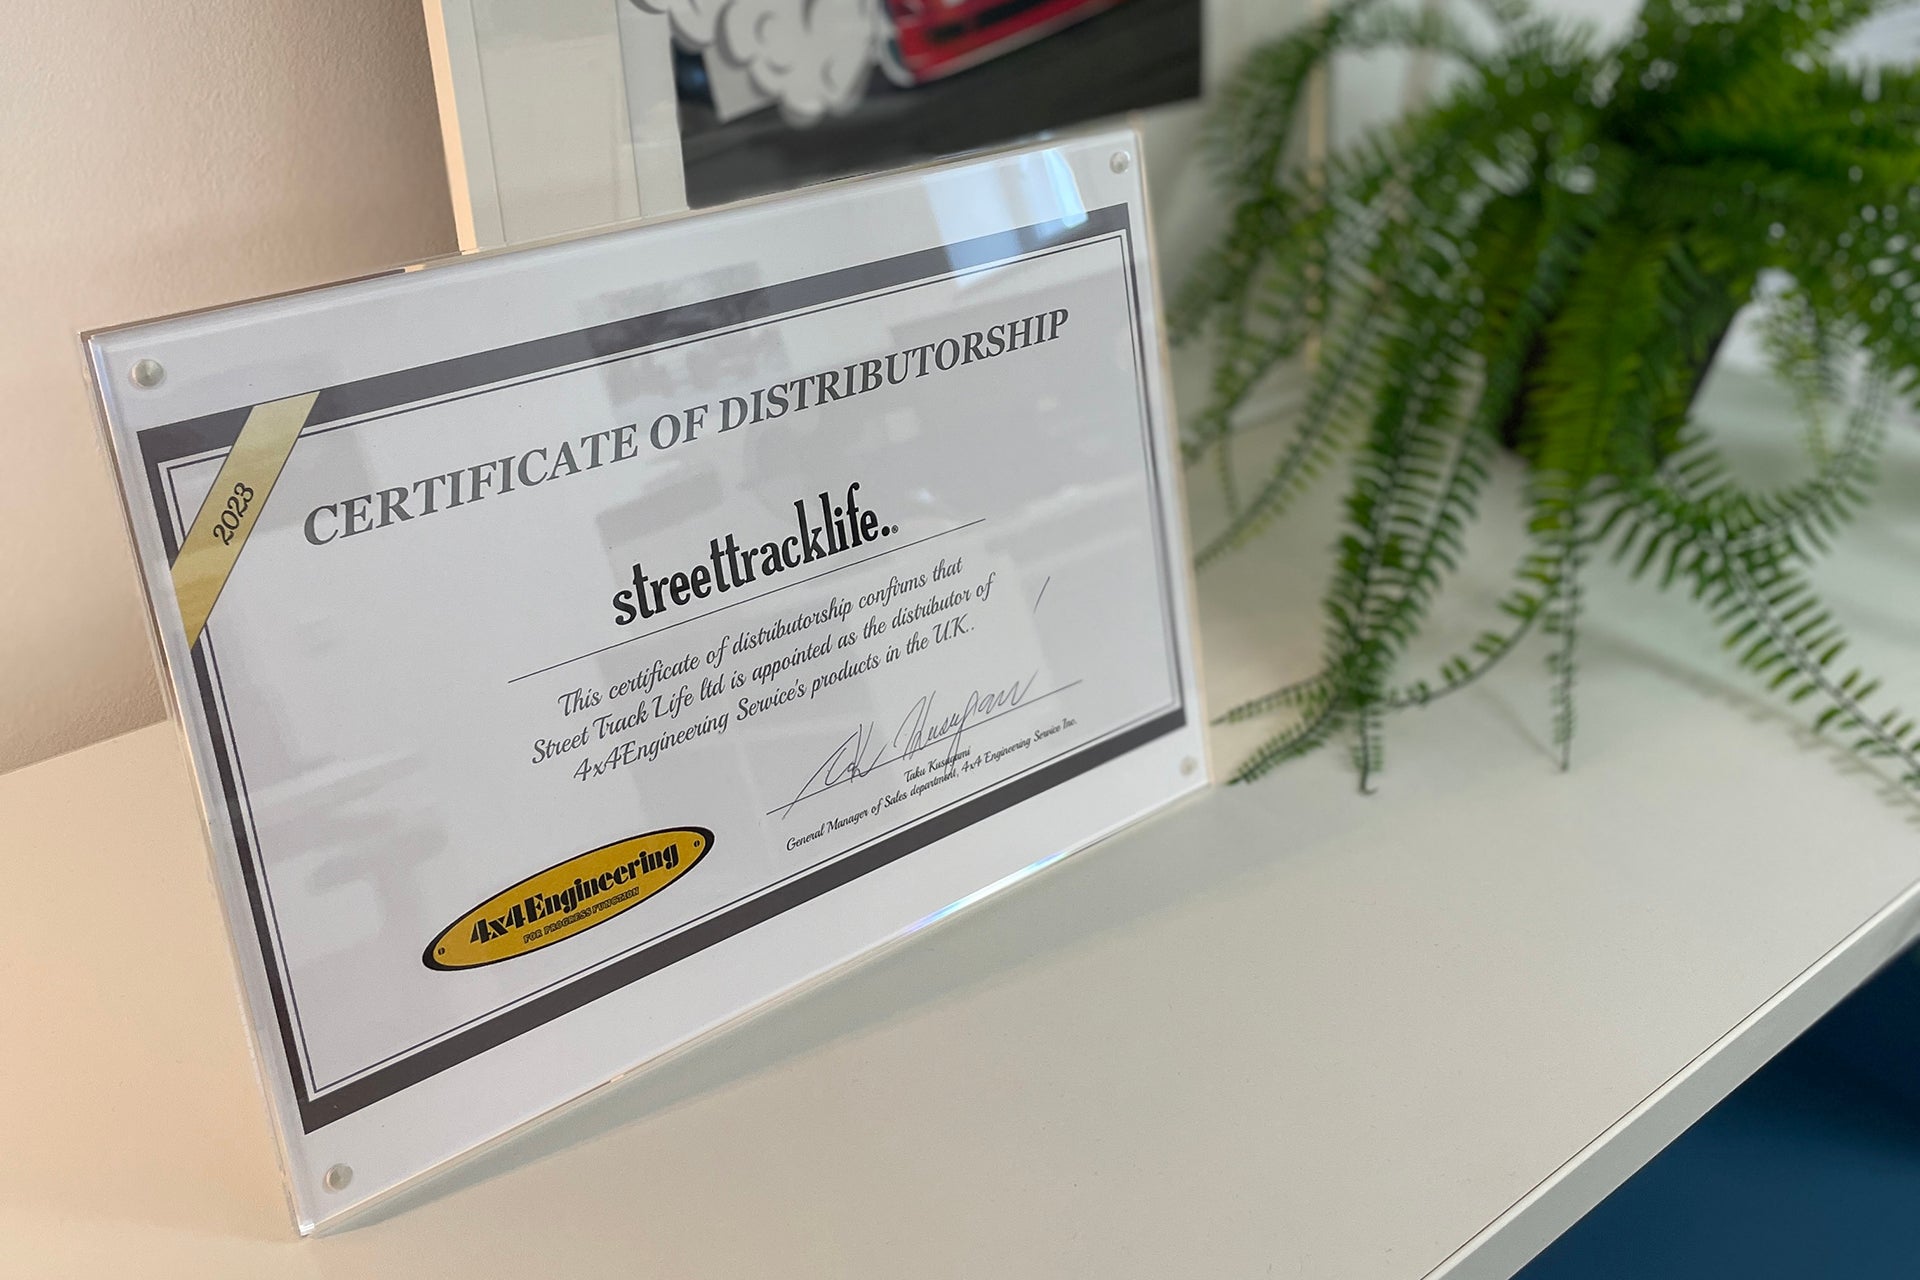 2023
CERTIFICATE OF DISTRIBUTORSHIP
streettracklife.®
This certificate of distributorship confirms that
Street Track Life ltd is appointed as the distributor of
4x4Engineering Service's products in the U.K..
Taku Kusugami
General Manager of Sales department, 4x4 Engineering Service Inc.
4x4Engineering
FOR PROGRESS FUNCTION